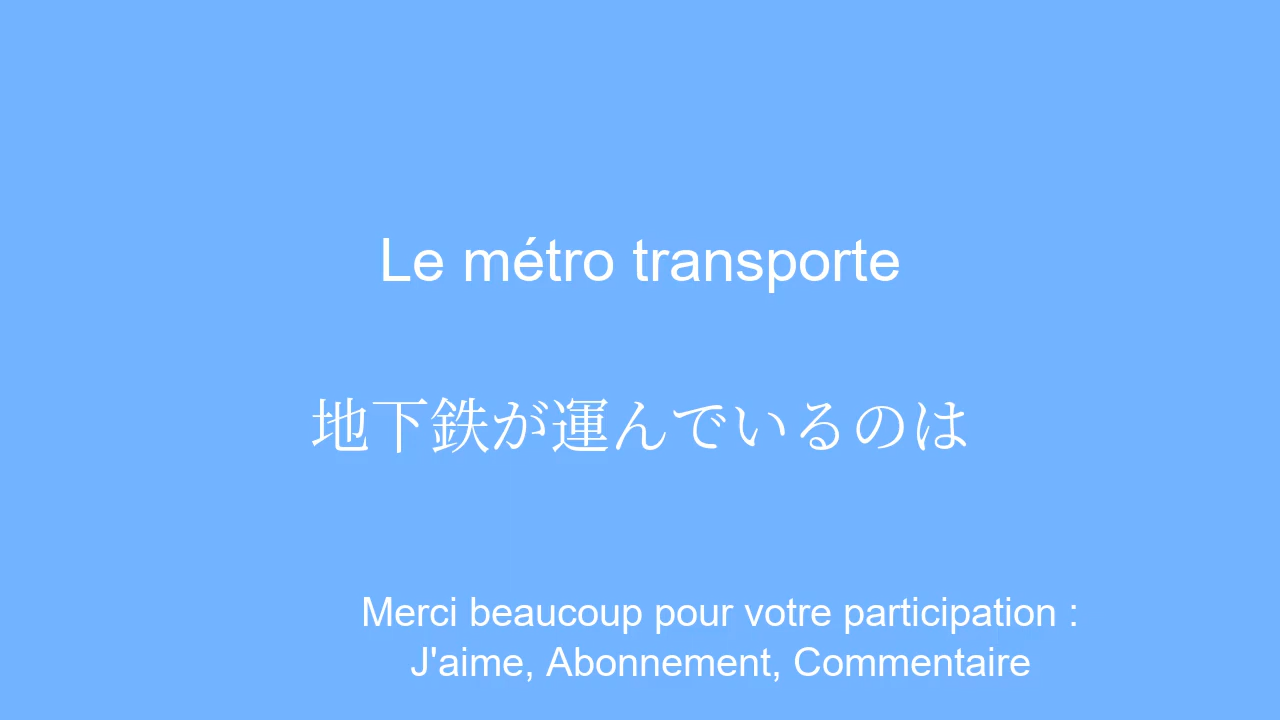 Le métro transporte
地下鉄が運んでいるのは
Merci beaucoup pour votre participation :
J'aime, Abonnement, Commentaire